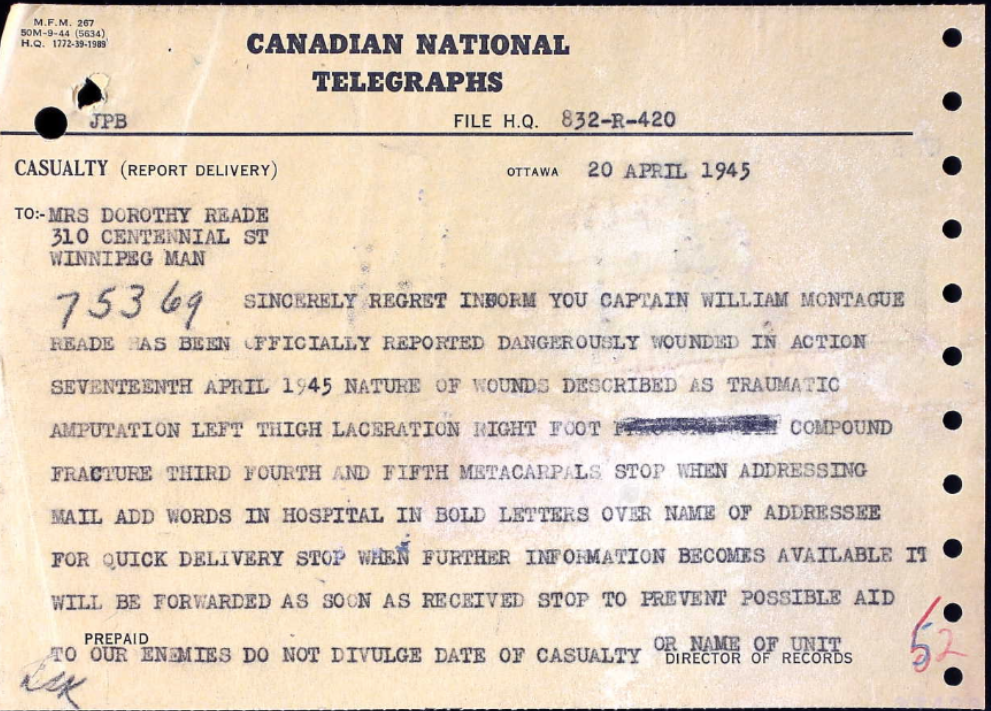 M.F.M. 267
50M-9-44 (5634)
H.Q. 1772-39-1989
CANADIAN NATIONAL
TELEGRAPHS
JPB FILE H.Q. 832-R-420
CASUALTY (REPORT DELIVERY) OTTAWA 20 APRIL 1945
TO:- MRS DOROTHY READE
310 CENTENNIAL ST
WINNIPEG MAN
75369 SINCERELY REGRET INFORM YOU CAPTAIN WILLIAM MONTAGUE
READE HAS BEEN OFFICIALLY REPORTED DANGEROUSLY WOUNDED IN ACTION
SEVENTEENTH APRIL 1945 NATURE OF WOUNDS DESCRIBED AS TRAUMATIC
AMPUTATION LEFT THIGH LACERATION RIGHT FOOT COMPOUND
FRACTURE THIRD FOURTH AND FIFTH METACARPALS STOP WHEN ADDRESSING
MAIL ADD WORDS IN HOSPITAL IN BOLD LETTERS OVER NAME OF ADDRESSEE
FOR QUICK DELIVERY STOP WHEN FURTHER INFORMATION BECOMES AVAILABLE IT
WILL BE FORWARDED AS SOON AS RECEIVED STOP TO PREVENT POSSIBLE AID
PREPAID
TO OUR ENEMIES DO NOT DIVULGE DATE OF CASUALTY OR NAME OF UNIT
DIRECTOR OF RECORDS
52